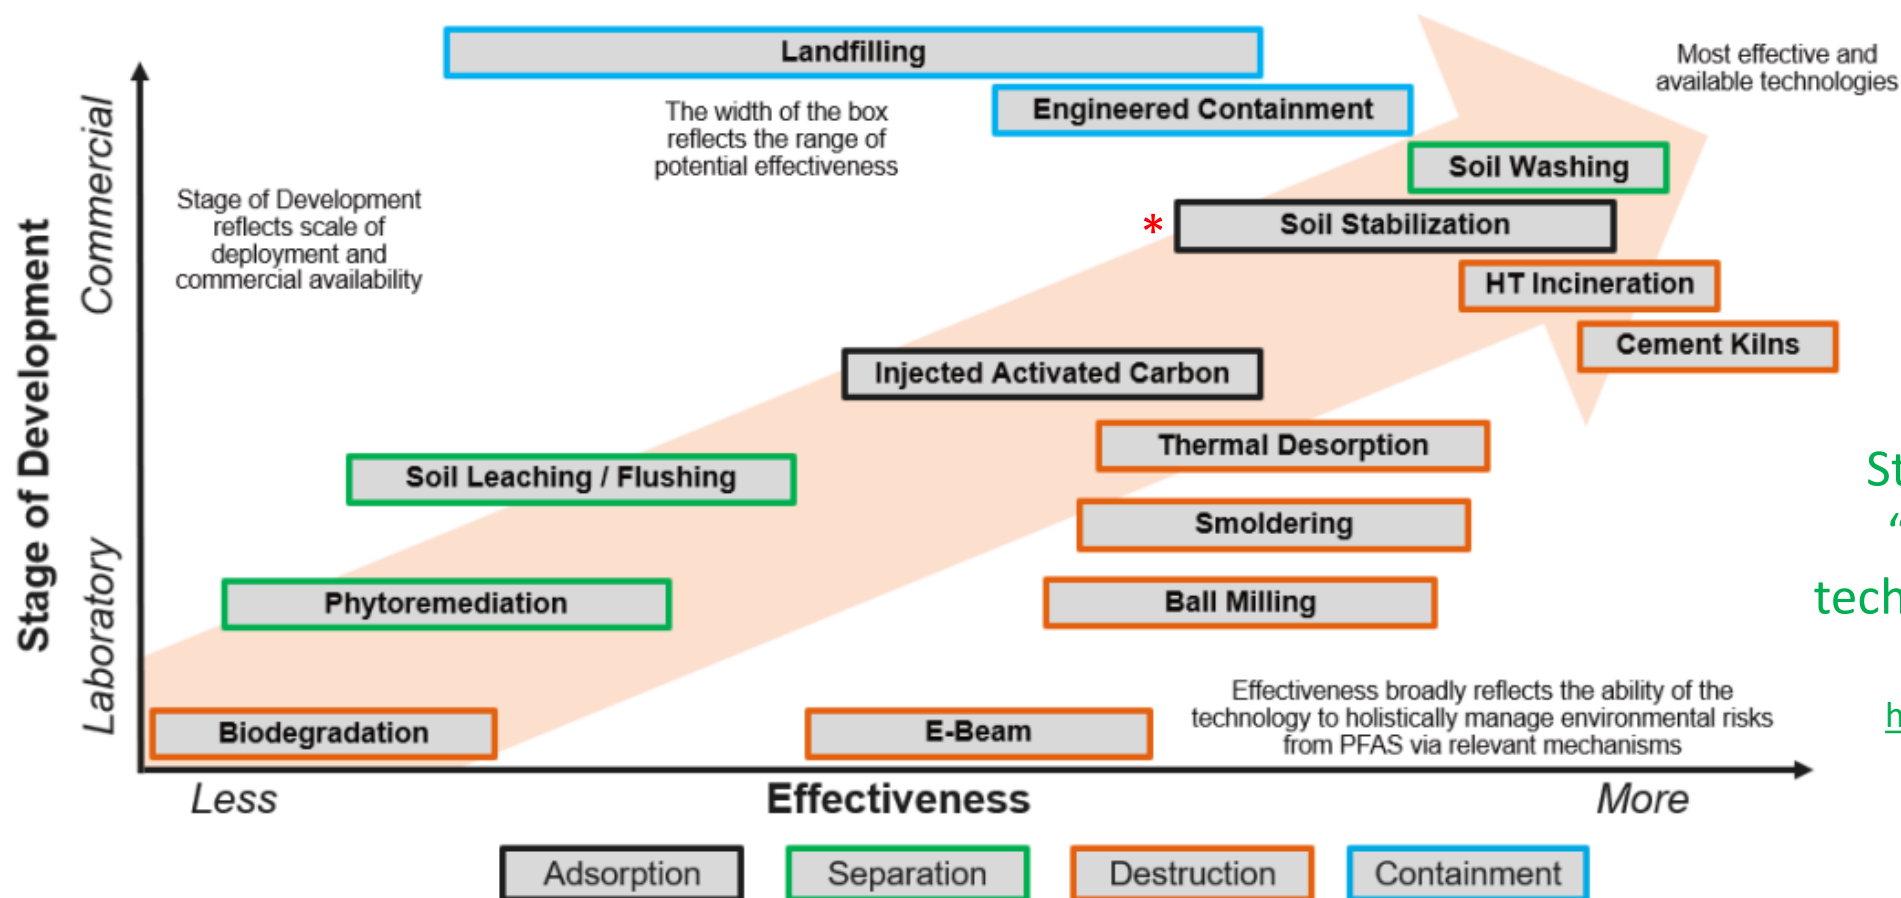 Landfilling
Most effective and
available technologies
Engineered Containment
The width of the box
reflects the range of
potential effectiveness
Soil Washing
Stage of Development
reflects scale of
deployment and
commercial availability
* Soil Stabilization
HT Incineration
Cement Kilns
Injected Activated Carbon
Thermal Desorption
Soil Leaching / Flushing
Smoldering
Phytoremediation
Ball Milling
Effectiveness broadly reflects the ability of the
technology to holistically manage environmental risks
from PFAS via relevant mechanisms
Biodegradation
E-Beam
Stage of Development
Commercial
Laboratory
Less
Effectiveness
More
Adsorption
Separation
Destruction
Containment
St
“
tech
h